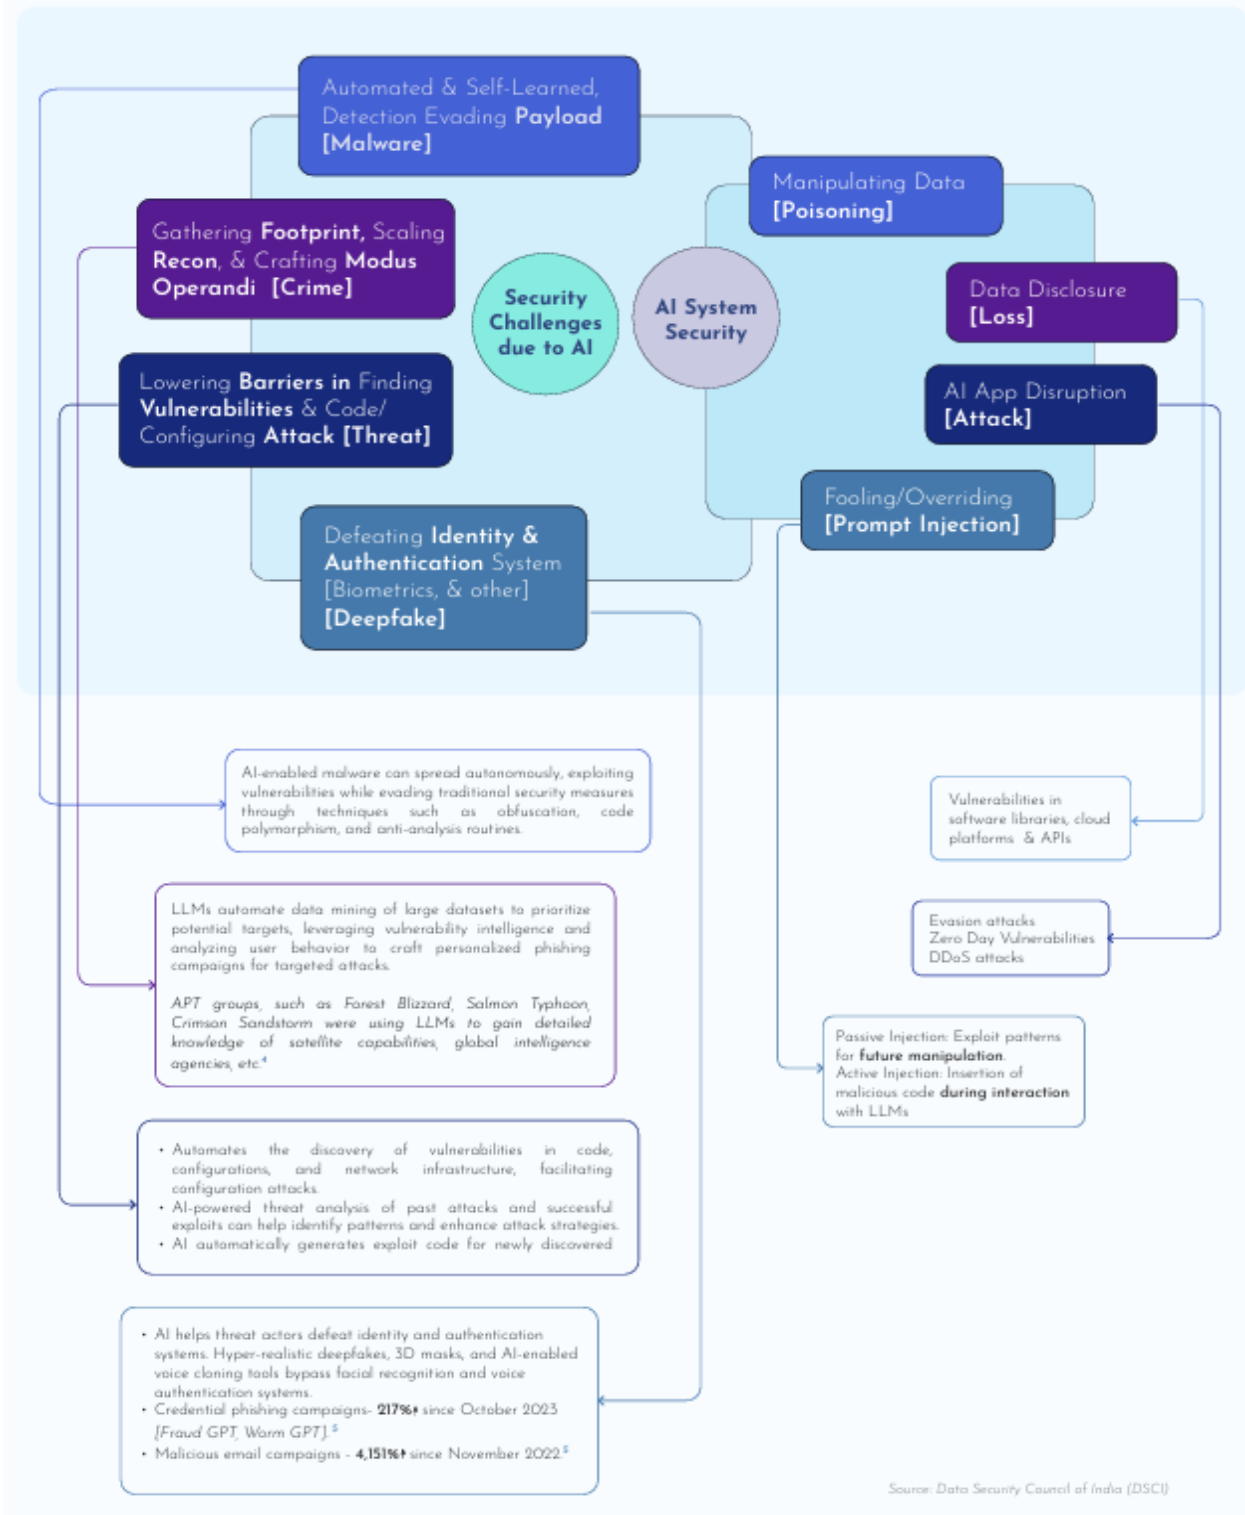 Automated & Self-Learned,
Detection Evading Payload
[Malware]
Manipulating Data
[Poisoning]
Gathering Footprint, Scaling
Recon, & Crafting Modus
Operandi [Crime]
Security
Challenges
due to AI
AI System
Security
Data Disclosure
[Loss]
Lowering Barriers in Finding
Vulnerabilities & Code/
Configuring Attack [Threat]
AI App Disruption
[Attack]
Fooling/Overriding
[Prompt Injection]
Defeating Identity &
Authentication System
[Biometrics, & other]
[Deepfake]
AI-enabled malware can spread autonomously, exploiting
vulnerabilities while evading traditional security measures
through techniques such as obfuscation, code
polymorphism, and anti-analysis routines.
Vulnerabilities in
software libraries, cloud
platforms & APIs
LLMs automate data mining of large datasets to prioritize
potential targets, leveraging vulnerability intelligence and
analyzing user behavior to craft personalized phishing
campaigns for targeted attacks.
APT groups, such as Forest Blizzard, Salmon Typhoon,
Crimson Sandstorm were using LLMs to gain detailed
knowledge of satellite capabilities, global intelligence
agencies, etc.⁴
Evasion attacks
Zero Day Vulnerabilities
DDoS attacks
Passive Injection: Exploit patterns
for future manipulation.
Active Injection: Insertion of
malicious code during interaction
with LLMs
• Automates the discovery of vulnerabilities in code,
configurations, and network infrastructure, facilitating
configuration attacks.
• AI-powered threat analysis of past attacks and successful
exploits can help identify patterns and enhance attack strategies.
• AI automatically generates exploit code for newly discovered
• AI helps threat actors defeat identity and authentication
systems. Hyper-realistic deepfakes, 3D masks, and AI-enabled
voice cloning tools bypass facial recognition and voice
authentication systems.
• Credential phishing campaigns- 217%⬆ since October 2023
[Fraud GPT, Worm GPT].⁵
• Malicious email campaigns - 4,151%⬆ since November 2022.⁵
Source: Data Security Council of India (DSCI)